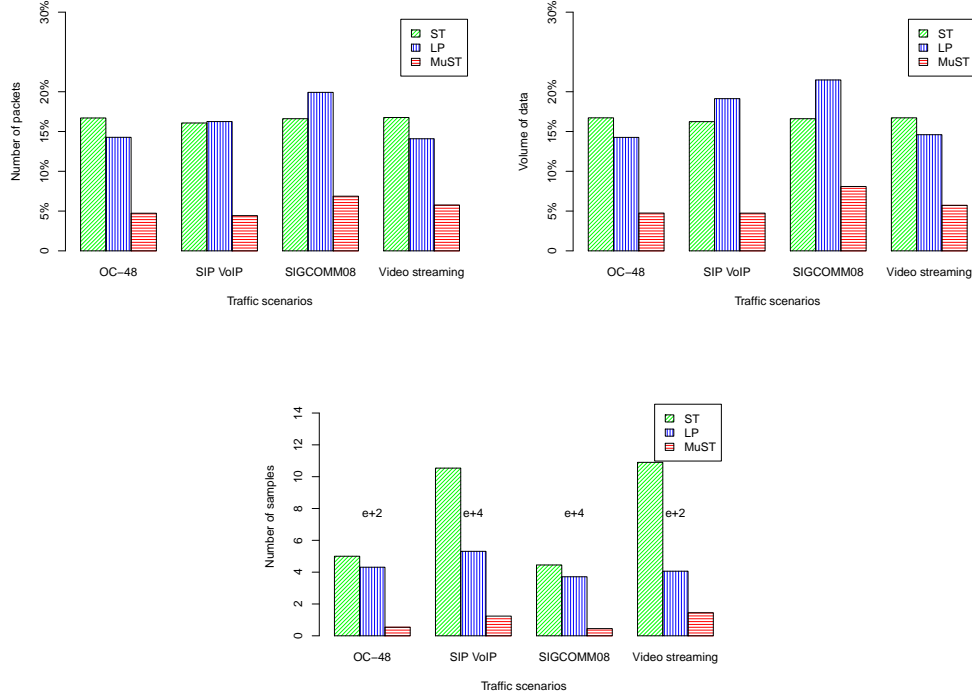 30%
20%
15%
10%
5%
0
Number of packets
ST
LP
MuST
OC−48
SIP VoIP
SIGCOMM08
Video streaming
Traffic scenarios
30%
20%
15%
10%
5%
0
Volume of data
ST
LP
MuST
OC−48
SIP VoIP
SIGCOMM08
Video streaming
Traffic scenarios
14
12
10
8
6
4
2
0
Number of samples
ST
LP
MuST
e+2
e+4
e+4
e+2
OC−48
SIP VoIP
SIGCOMM08
Video streaming
Traffic scenarios